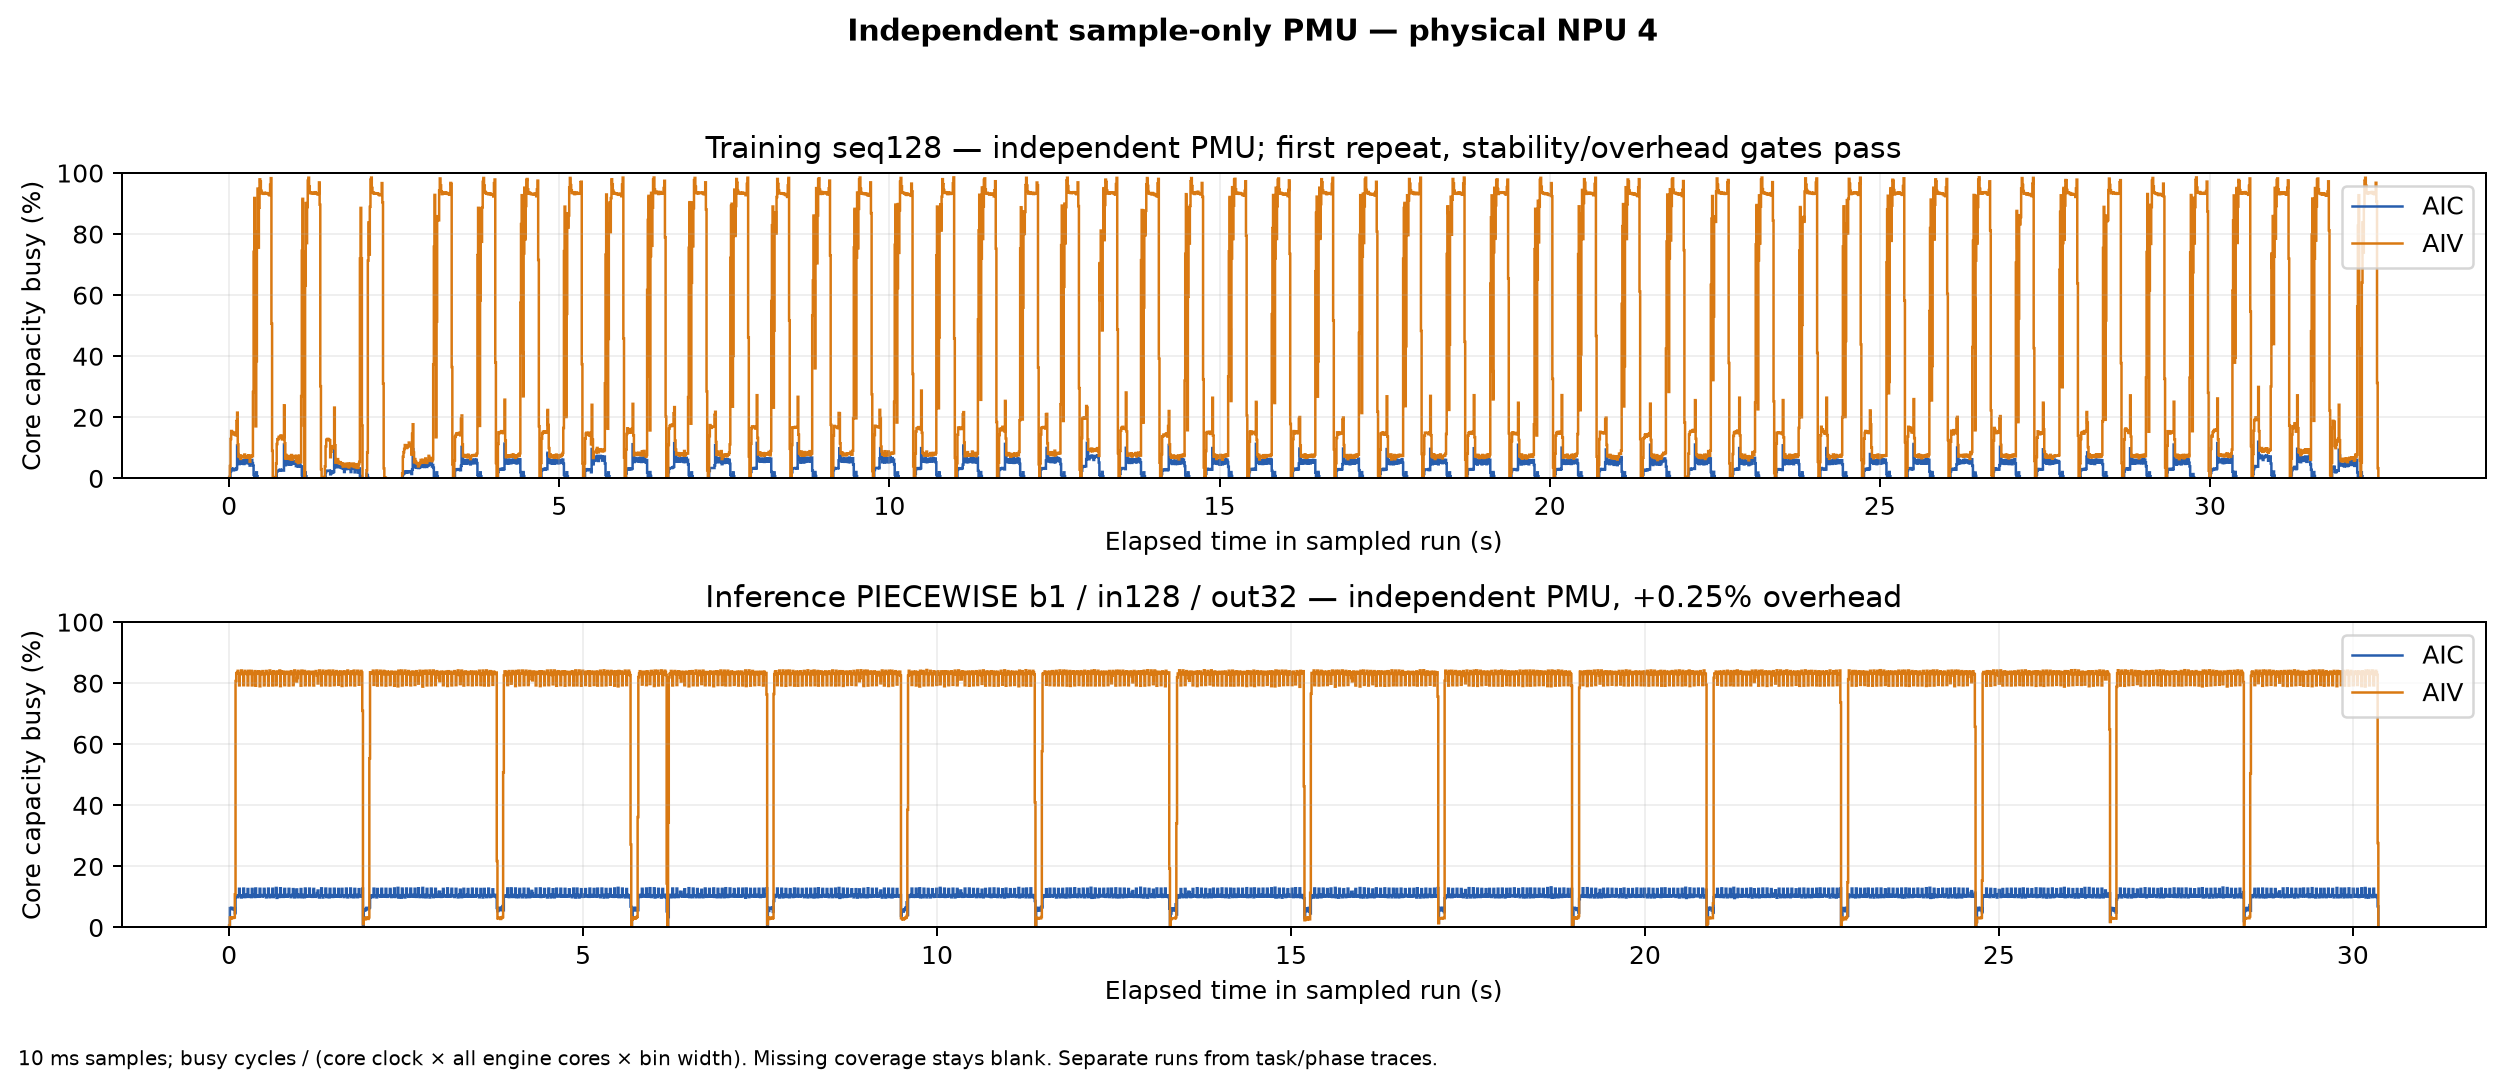 Independent sample-only PMU — physical NPU 4
Training seq128 — independent PMU; first repeat, stability/overhead gates pass
Core capacity busy (%)
100
80
60
40
20
0
AIC
AIV
0 5 10 15 20 25 30
Elapsed time in sampled run (s)
Inference PIECEWISE b1 / in128 / out32 — independent PMU, +0.25% overhead
Core capacity busy (%)
100
80
60
40
20
0
AIC
AIV
0 5 10 15 20 25 30
Elapsed time in sampled run (s)
10 ms samples; busy cycles / (core clock × all engine cores × bin width). Missing coverage stays blank. Separate runs from task/phase traces.